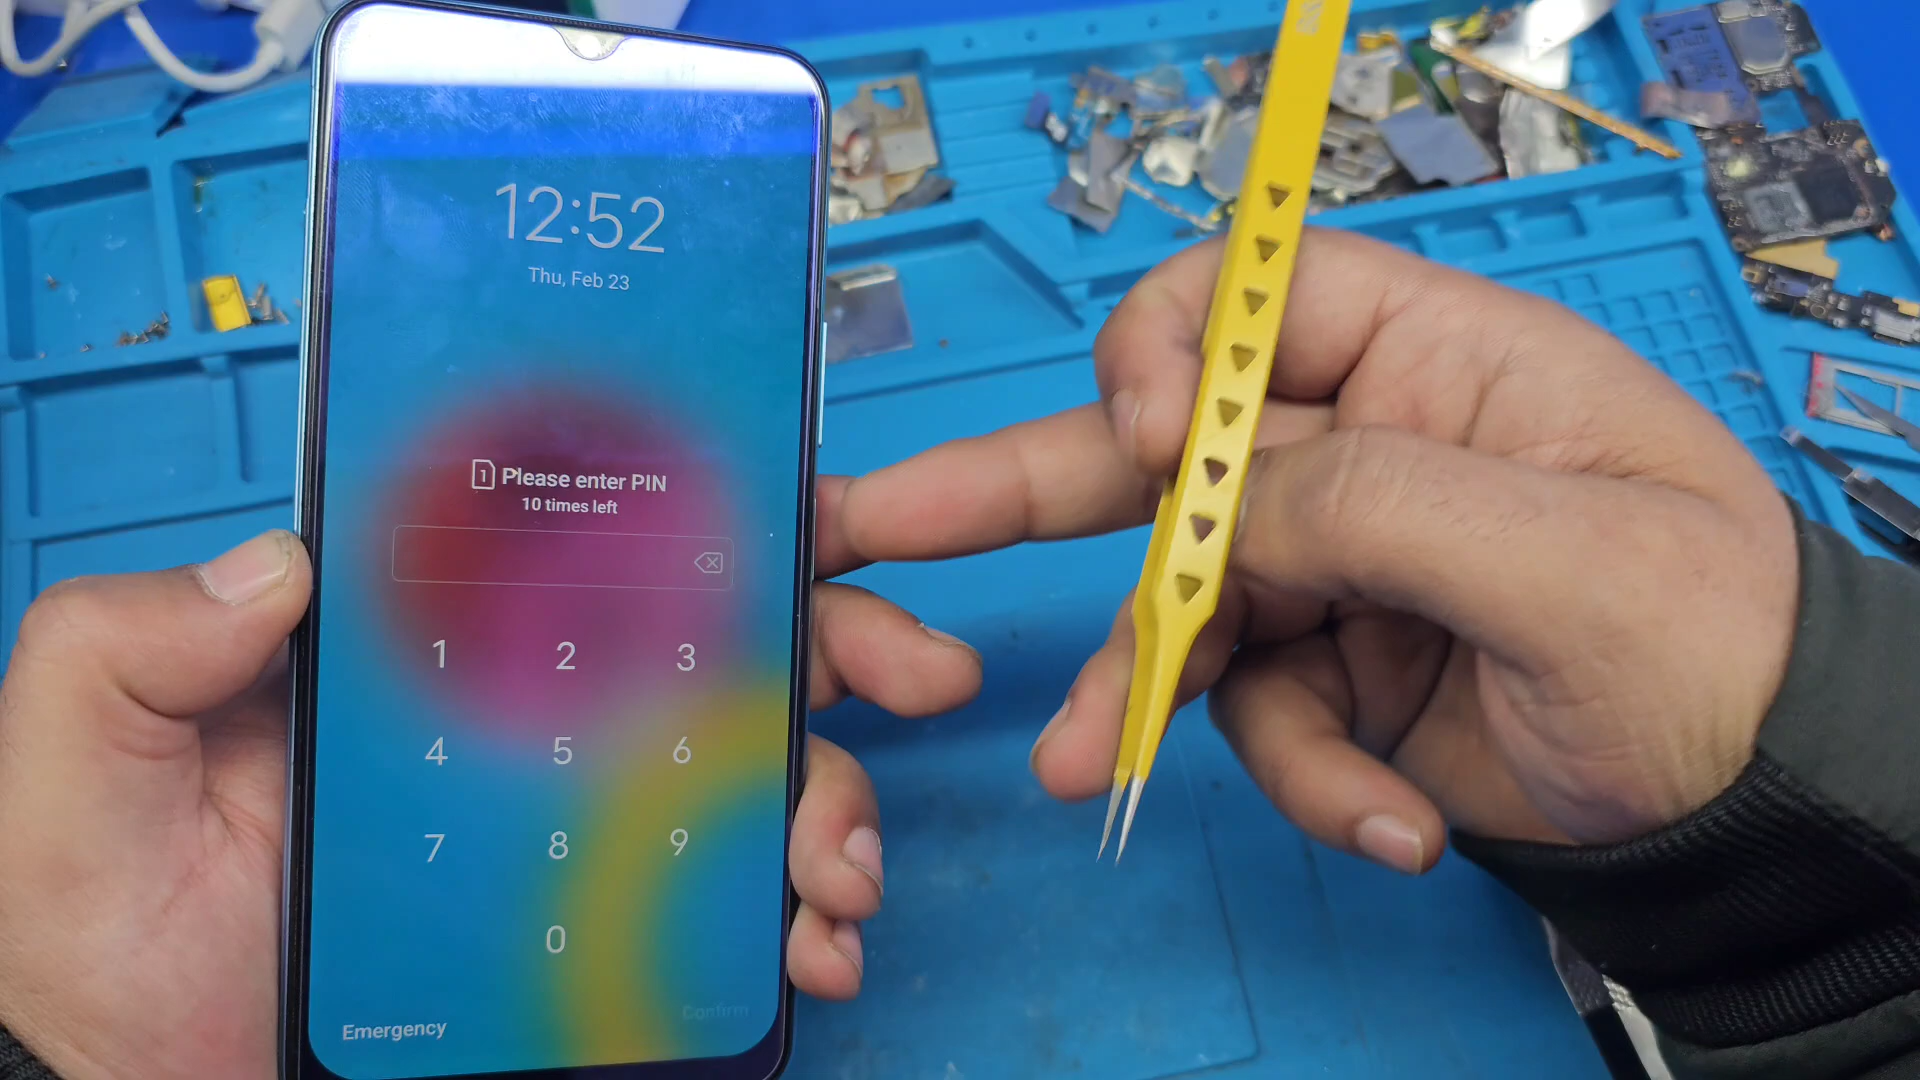 12:52
Thu, Feb 23
1 Please enter PIN
10 times left
1 2 3
4 5 6
7 8 9
0
Emergency
Confirm